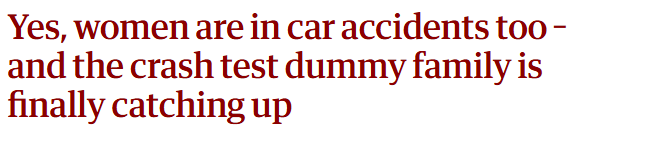 Yes, women are in car accidents too –
and the crash test dummy family is
finally catching up